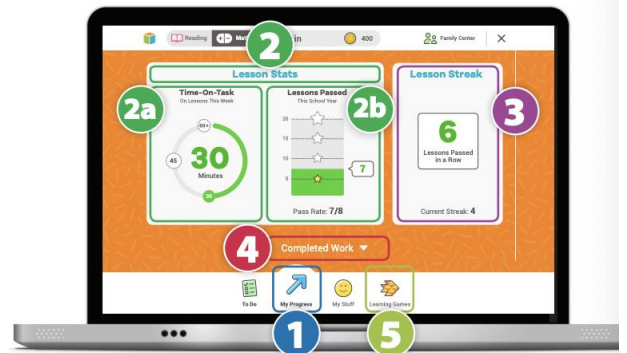 Reading
Math
in
400
Family Center
2
Lesson Stats
Lesson Streak
2a
Time-On-Task
On Lessons This Week
60+
45
30
Minutes
30
Lessons Passed
This School Year
2b
20
15
10
5
7
Pass Rate: 7/8
3
6
Lessons Passed
in a Row
Current Streak: 4
4
Completed Work
To Do
My Progress
My Stuff
Learning Games
1
5